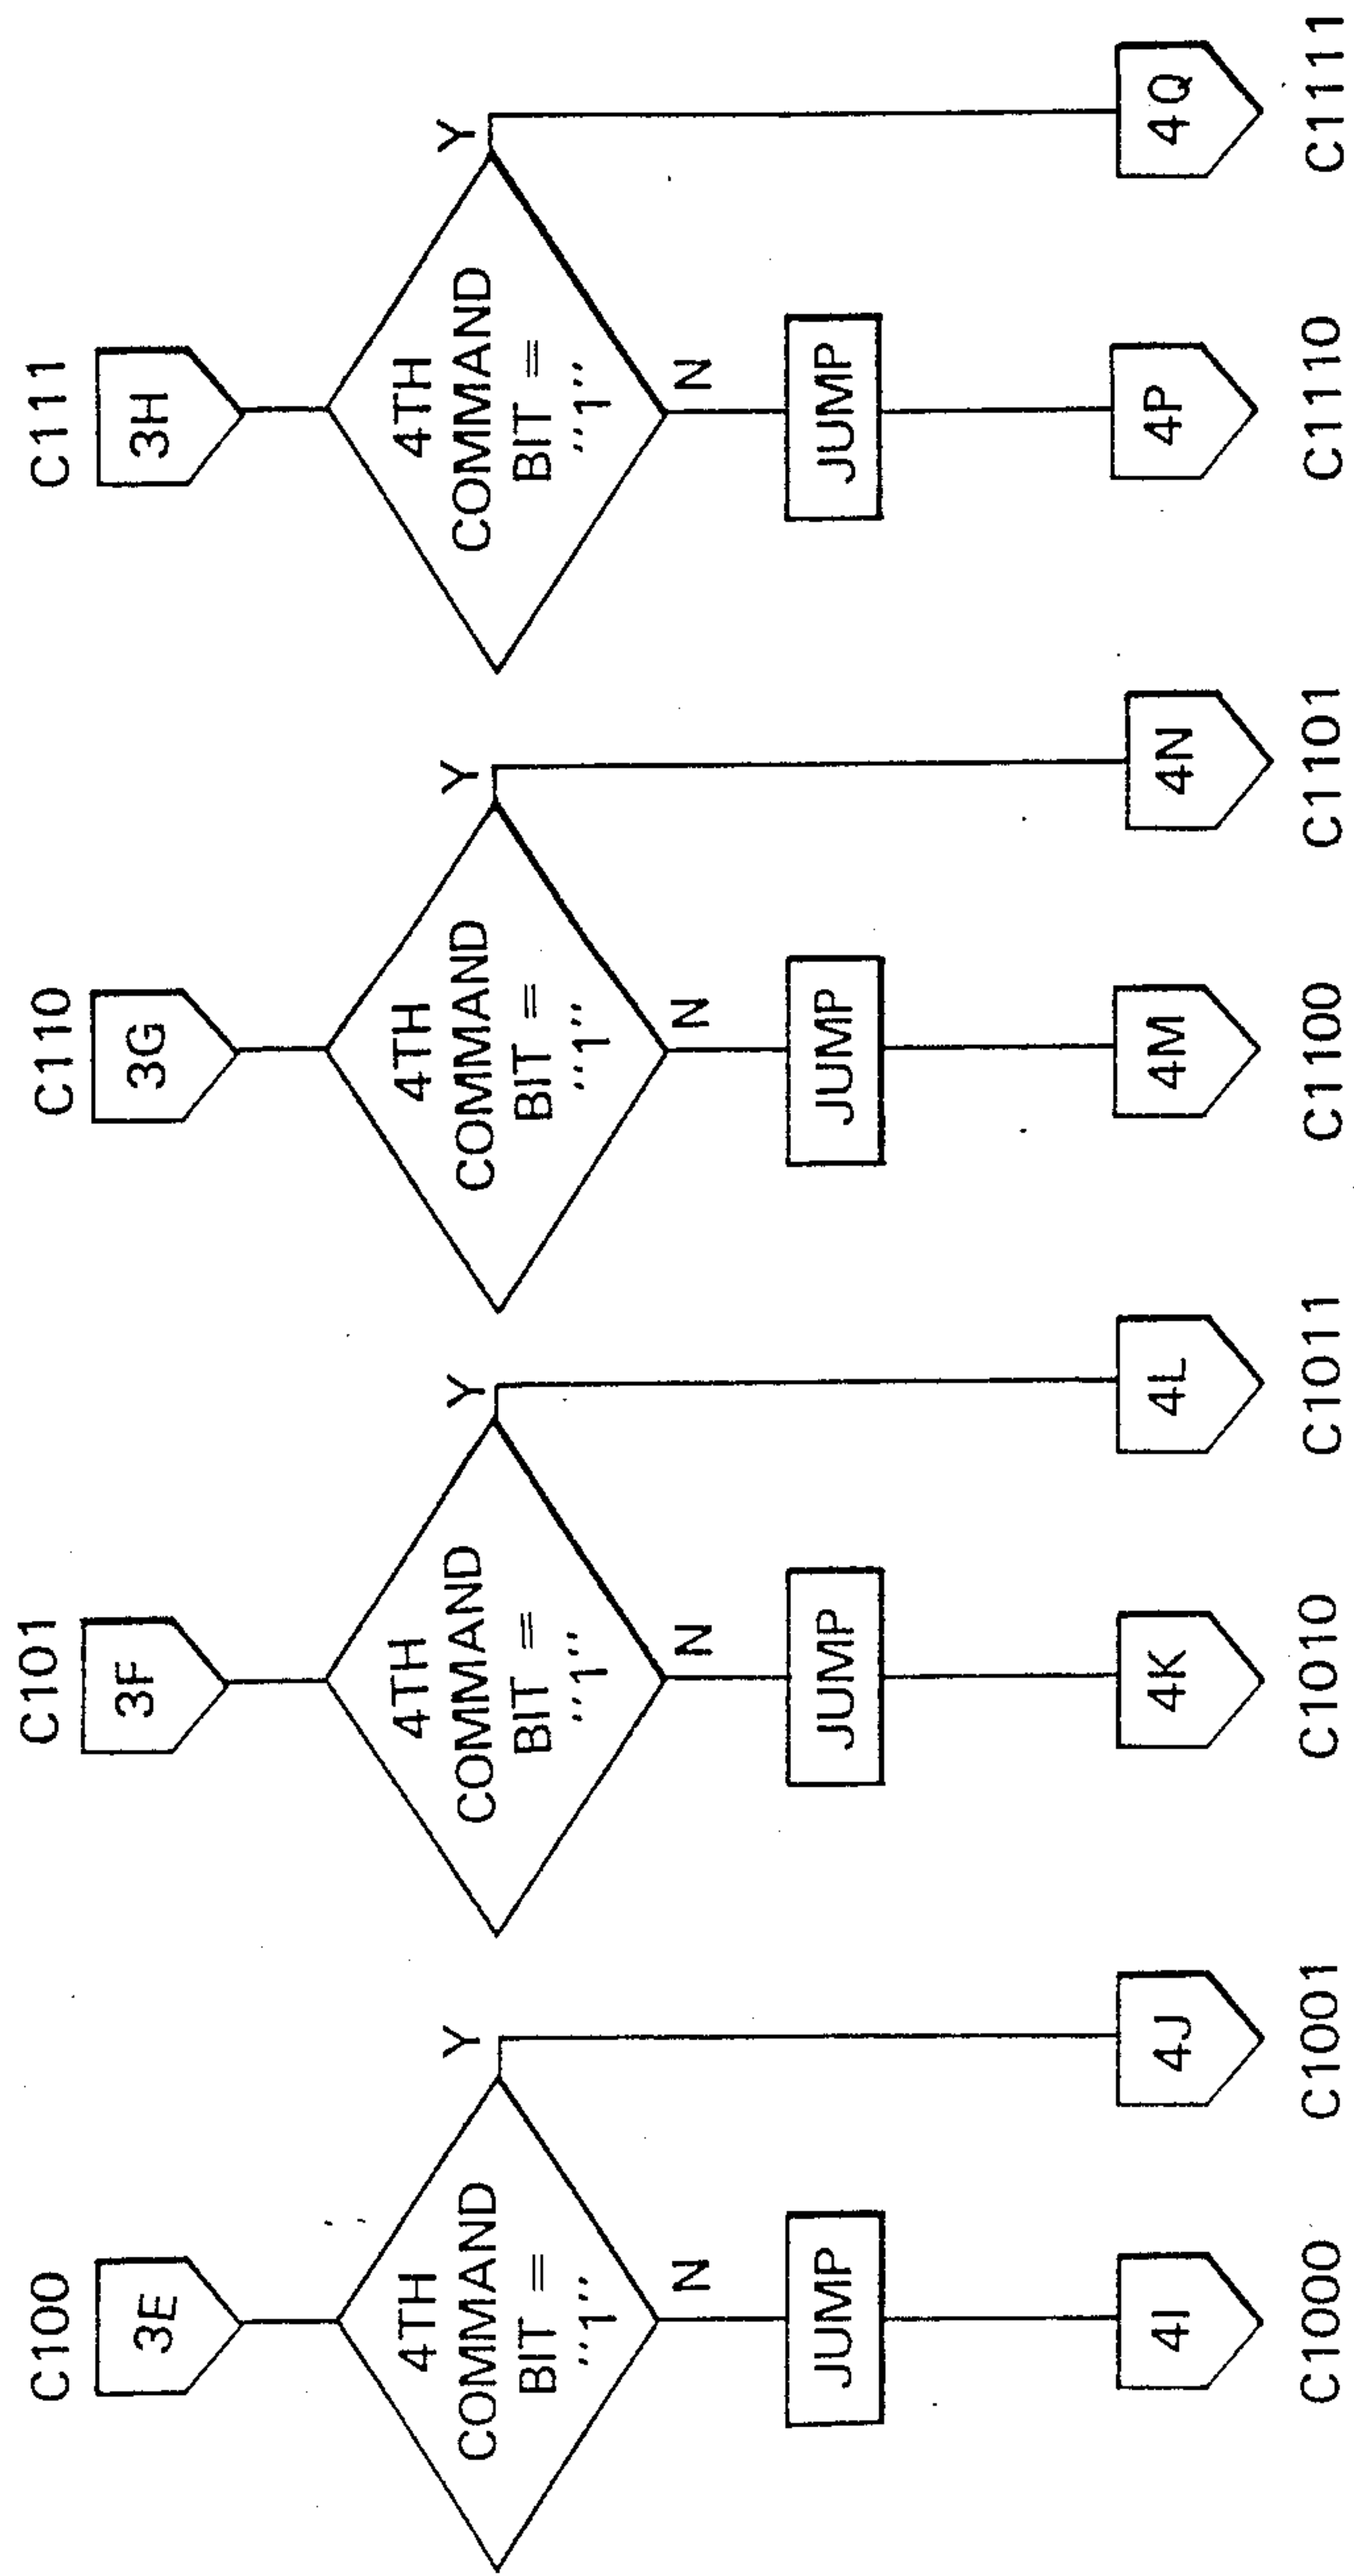 C100
3E
4TH
COMMAND
BIT =
"1"
Y
N
JUMP
4I
C1000
4J
C1001
C101
3F
4TH
COMMAND
BIT =
"1"
Y
N
JUMP
4K
C1010
4L
C1011
C110
3G
4TH
COMMAND
BIT =
"1"
Y
N
JUMP
4M
C1100
4N
C1101
C111
3H
4TH
COMMAND
BIT =
"1"
Y
N
JUMP
4P
C1110
4Q
C1111